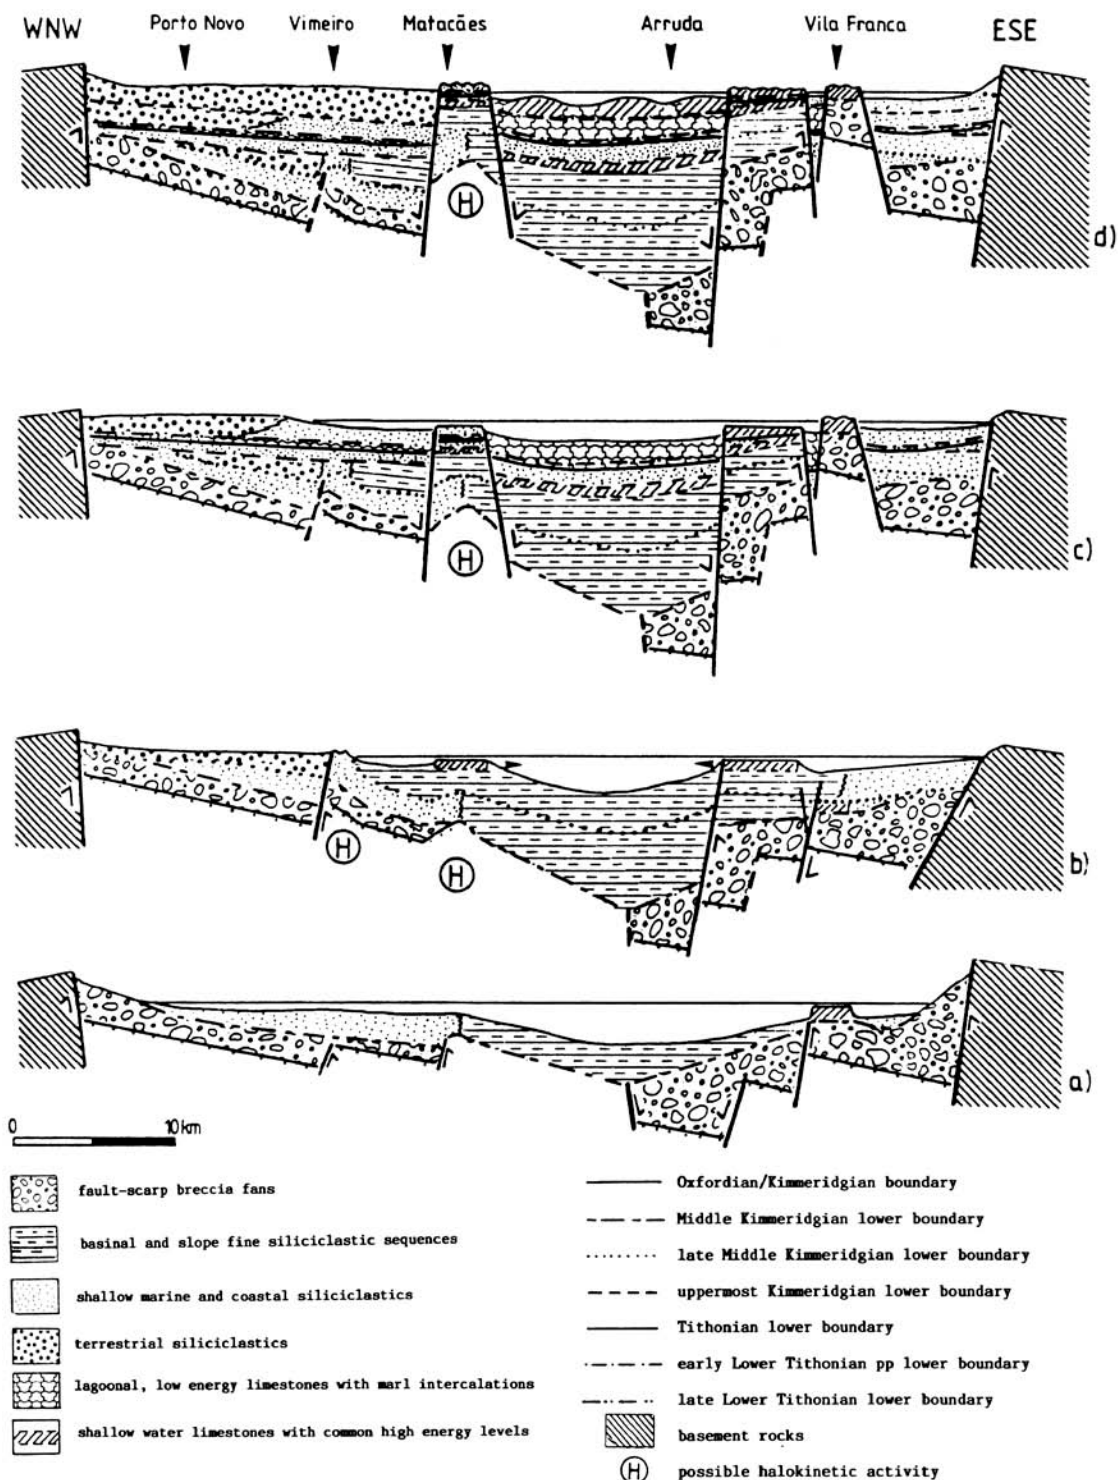 WNW
Porto Novo
Vimeiro
Matacães
Arruda
Vila Franca
ESE
H
d)
H
c)
H
H
b)
a)
0 10km
fault-scarp breccia fans
basinal and slope fine siliciclastic sequences
shallow marine and coastal siliciclastics
terrestrial siliciclastics
lagoonal, low energy limestones with marl intercalations
shallow water limestones with common high energy levels
Oxfordian/Kimmeridgian boundary
Middle Kimmeridgian lower boundary
late Middle Kimmeridgian lower boundary
uppermost Kimmeridgian lower boundary
Tithonian lower boundary
early Lower Tithonian pp lower boundary
late Lower Tithonian lower boundary
basement rocks
H possible halokinetic activity